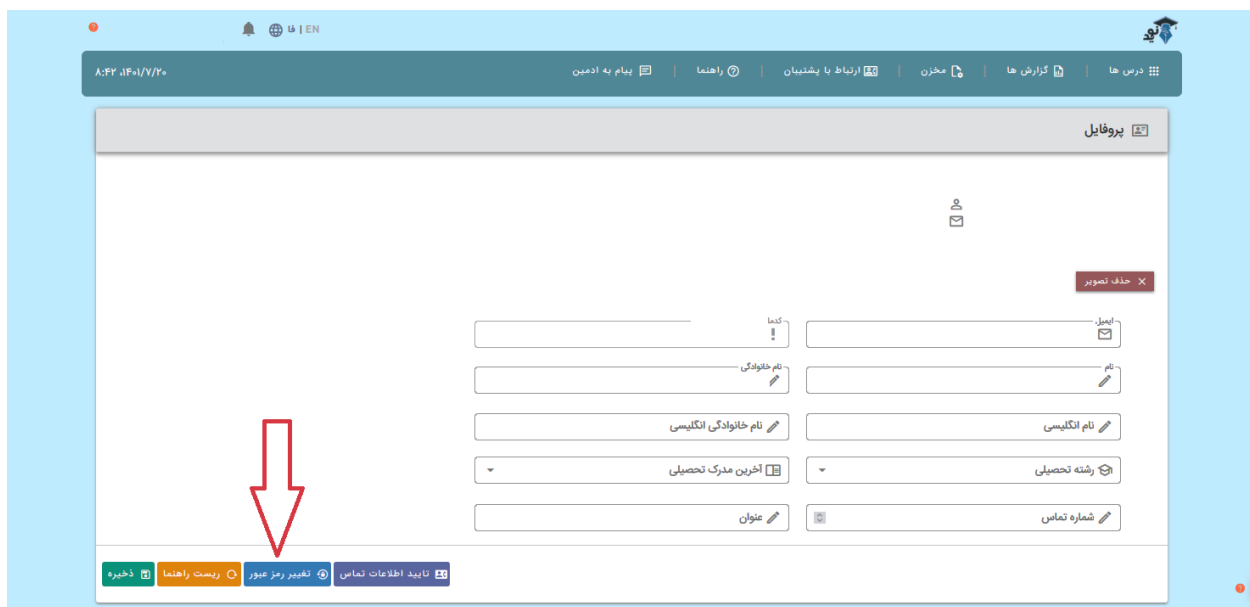 نوید
فا | EN
درس ها | گزارش ها | مخزن | ارتباط با پشتیبان | راهنما | پیام به ادمین
۱۴۰۱/۷/۲۰، ۸:۴۲
پروفایل
حذف تصویر
ایمیل
کدما
نام
نام خانوادگی
نام انگلیسی
نام خانوادگی انگلیسی
رشته تحصیلی
آخرین مدرک تحصیلی
شماره تماس
عنوان
تایید اطلاعات تماس
تغییر رمز عبور
ریست راهنما
ذخیره